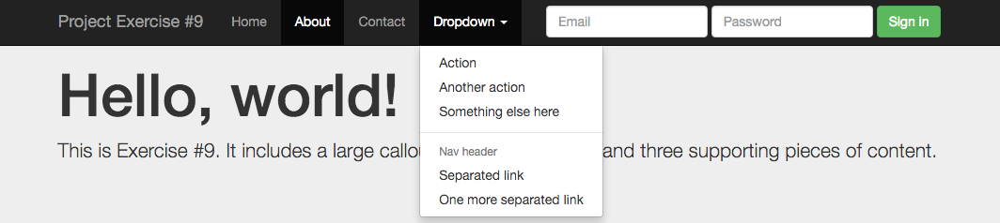 Project Exercise #9 Home About Contact Dropdown Email Password Sign in
Action
Another action
Something else here
Nav header
Separated link
One more separated link
Hello, world!
This is Exercise #9. It includes a large and three supporting pieces of content.